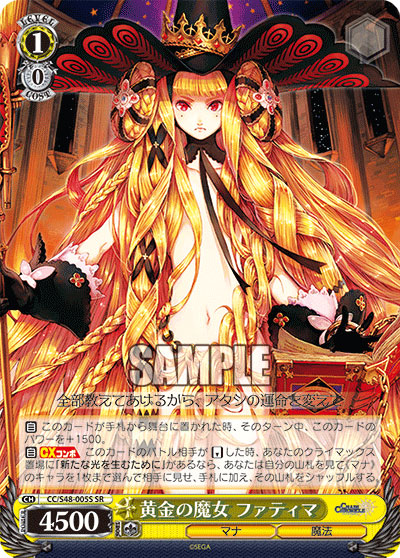 LEVEL
1
0
COST
SAMPLE
全部教えてあげるから、アタシの運命を変えて
自 このカードが手札から舞台に置かれた時、そのターン中、このカードの
パワーを+1500。
自 CXコンボ このカードのバトル相手が した時、あなたのクライマックス
置場に「新たな光を生むために」があるなら、あなたは自分の山札を見て《マナ》
のキャラを1枚まで選んで相手に見せ、手札に加え、その山札をシャッフルする。
CH CC/S48-005S SR
4500
黄金の魔女 ファティマ
CHAIN CHRONICLE
マナ 魔法
©SEGA